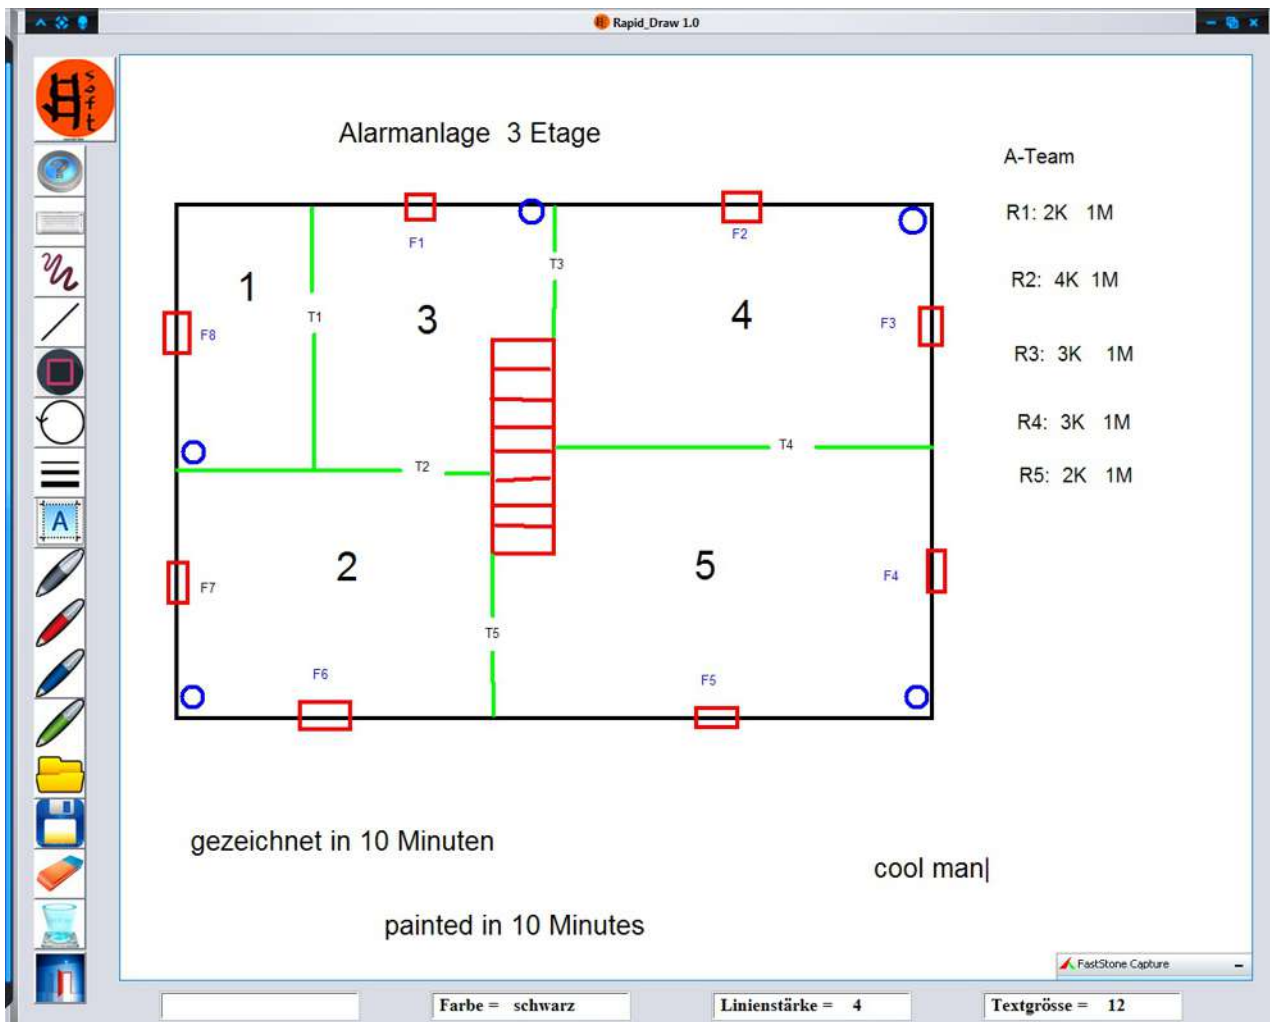 Rapid_Draw 1.0
soft
Alarmanlage  3 Etage
A-Team
R1: 2K  1M
R2:  4K  1M
R3:  3K   1M
R4:  3K   1M
R5:  2K   1M
F1
F2
T3
1
3
4
T1
F8
F3
T2
T4
2
5
F7
F4
T5
F6
F5
A
gezeichnet in 10 Minuten
cool man
painted in 10 Minutes
FastStone Capture
Farbe =  schwarz
Linienstärke =  4
Textgrösse =  12